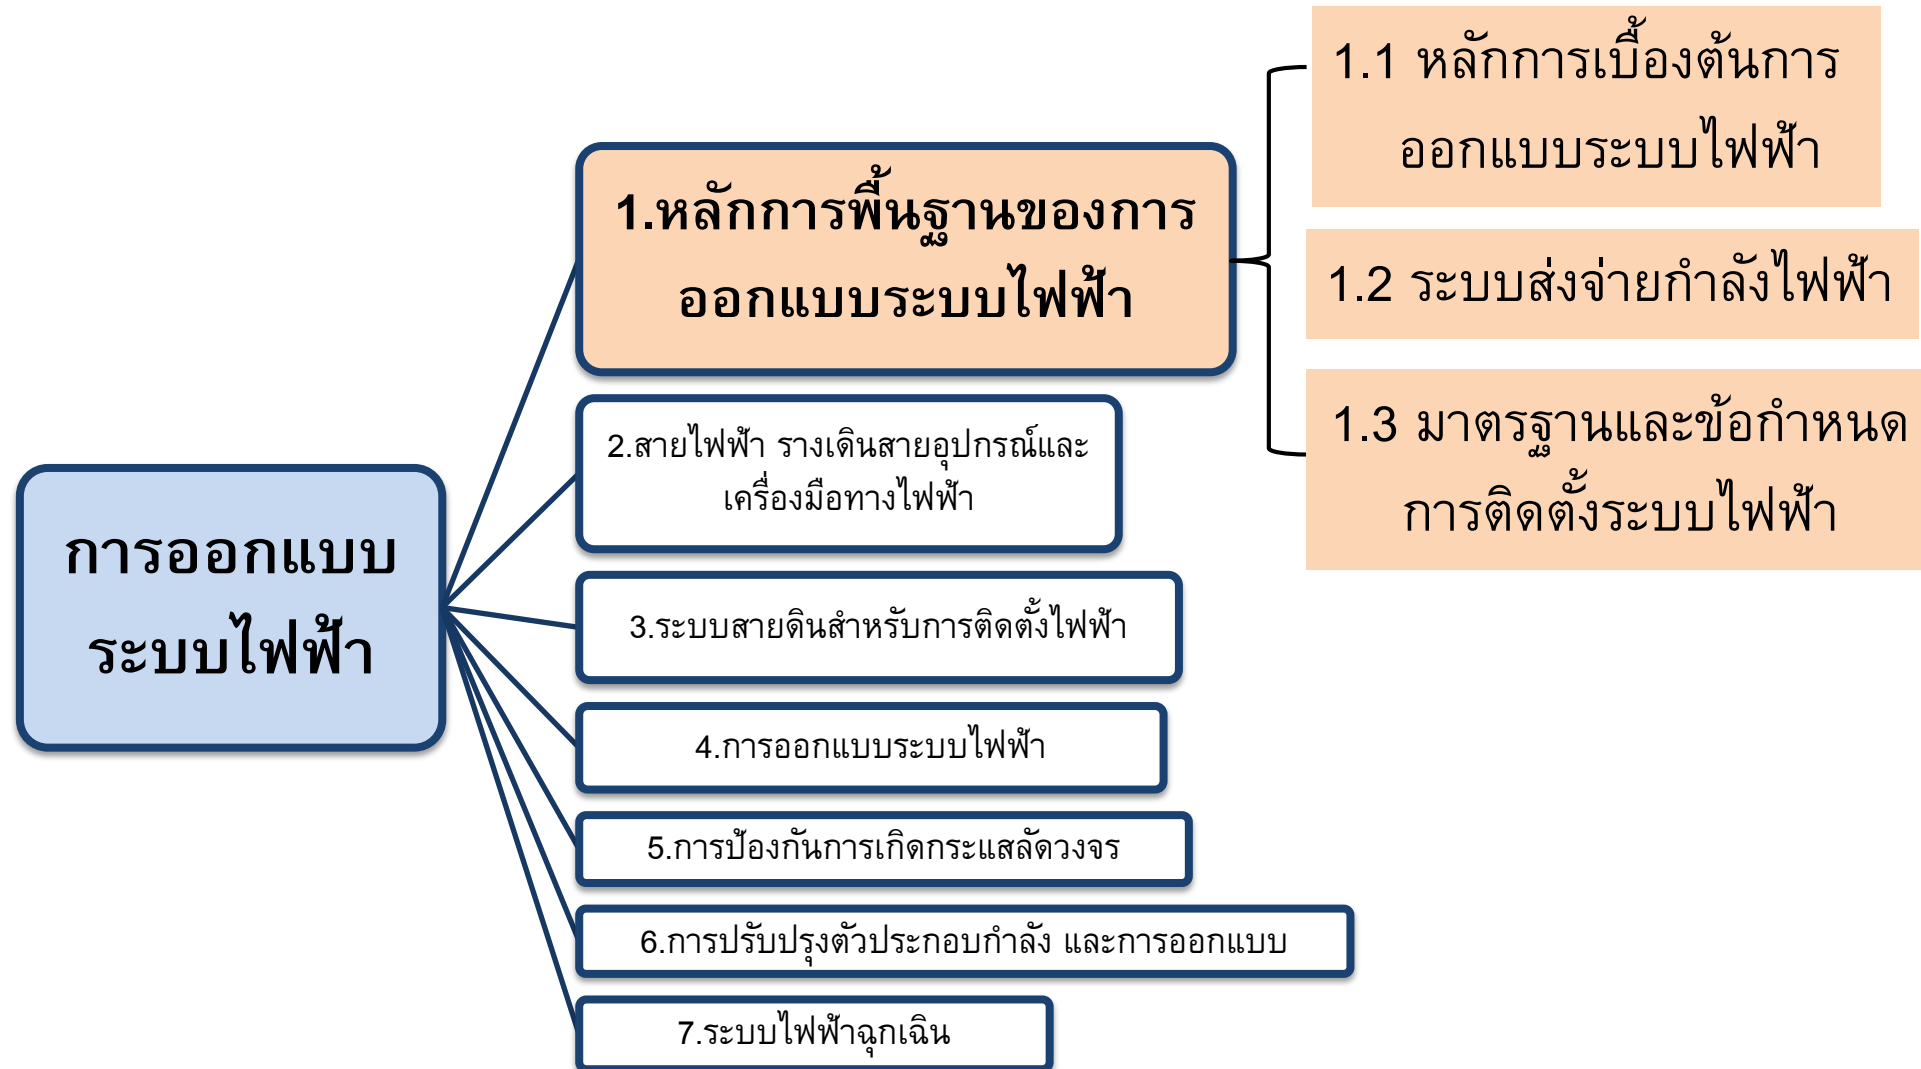 การออกแบบ
ระบบไฟฟ้า
1.หลักการพื้นฐานของการ
ออกแบบระบบไฟฟ้า
1.1 หลักการเบื้องต้นการ
ออกแบบระบบไฟฟ้า
1.2 ระบบส่งจ่ายกำลังไฟฟ้า
1.3 มาตรฐานและข้อกำหนด
การติดตั้งระบบไฟฟ้า
2.สายไฟฟ้า รางเดินสายอุปกรณ์และ
เครื่องมือทางไฟฟ้า
3.ระบบสายดินสำหรับการติดตั้งไฟฟ้า
4.การออกแบบระบบไฟฟ้า
5.การป้องกันการเกิดกระแสลัดวงจร
6.การปรับปรุงตัวประกอบกำลัง และการออกแบบ
7.ระบบไฟฟ้าฉุกเฉิน